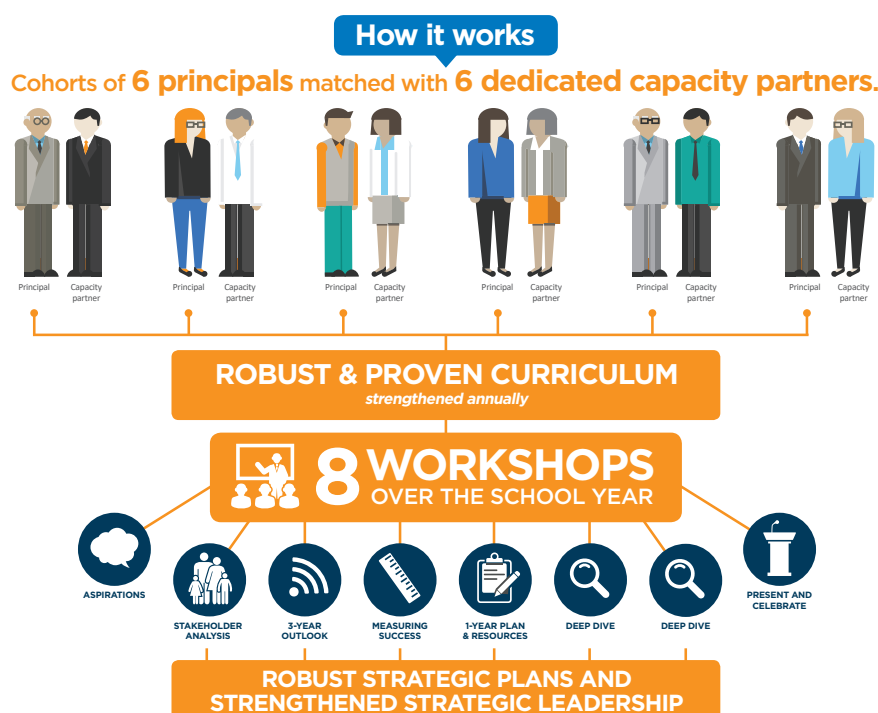 How it works
Cohorts of 6 principals matched with 6 dedicated capacity partners.
Principal
Capacity
partner
Principal
Capacity
partner
Principal
Capacity
partner
Principal
Capacity
partner
Principal
Capacity
partner
Principal
Capacity
partner
ROBUST & PROVEN CURRICULUM
strengthened annually
8 WORKSHOPS
OVER THE SCHOOL YEAR
ASPIRATIONS
STAKEHOLDER
ANALYSIS
3-YEAR
OUTLOOK
MEASURING
SUCCESS
1-YEAR PLAN
& RESOURCES
DEEP DIVE
DEEP DIVE
PRESENT AND
CELEBRATE
ROBUST STRATEGIC PLANS AND
STRENGTHENED STRATEGIC LEADERSHIP